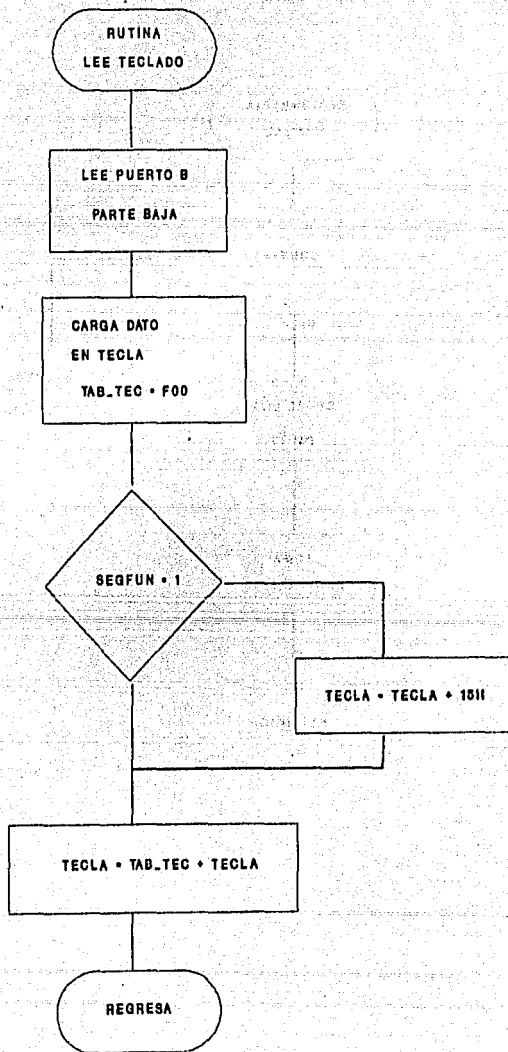 RUTINA
LEE TECLADO
LEE PUERTO B
PARTE BAJA
CARGA DATO
EN TECLA
TAB_TEC = F00
SEGFUN = 1
TECLA = TECLA + 15H
TECLA = TAB_TEC + TECLA
REGRESA